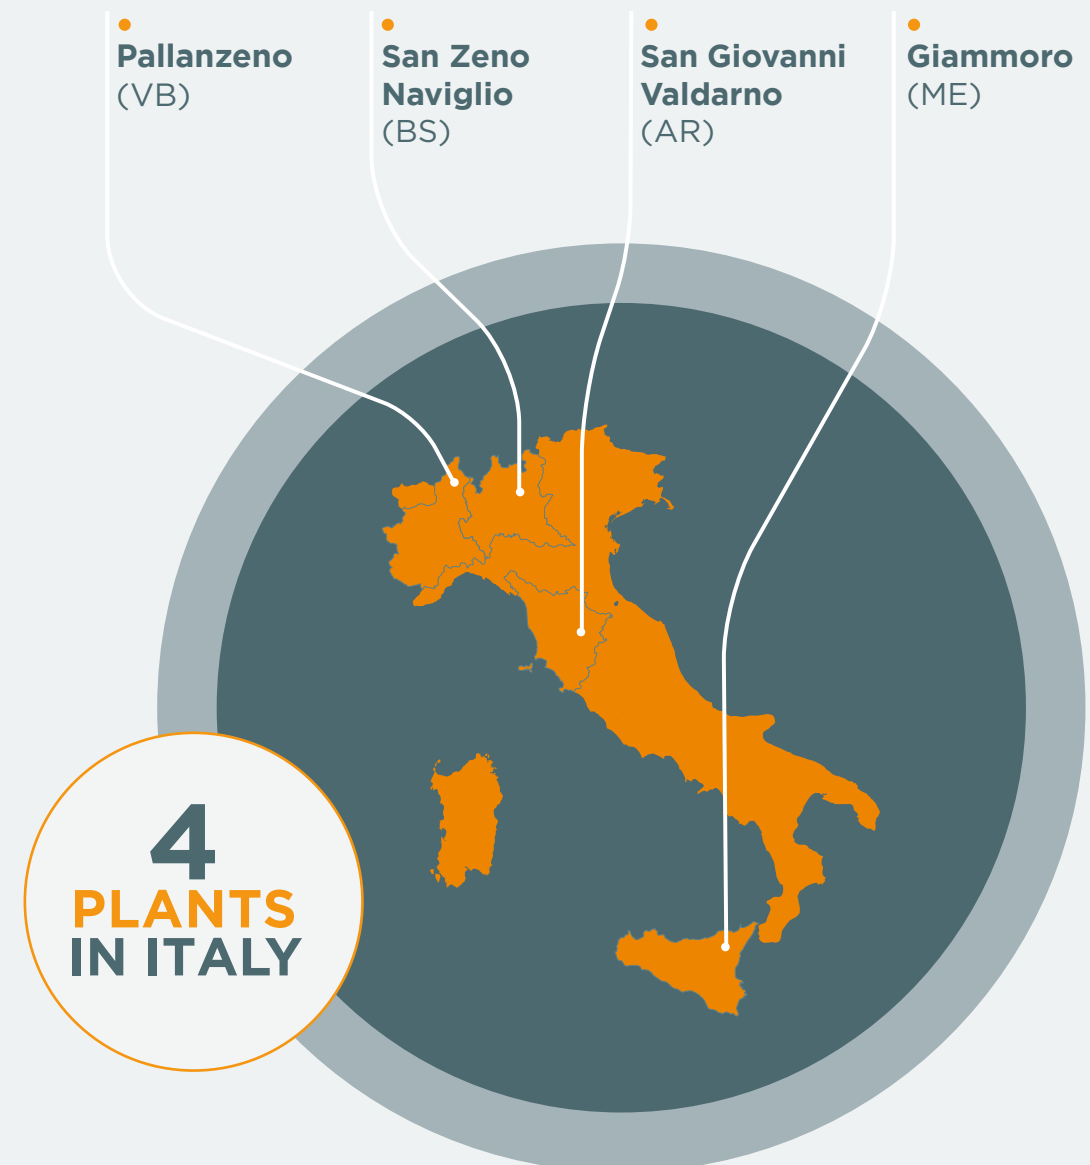 Pallanzeno
(VB)
San Zeno
Naviglio
(BS)
San Giovanni
Valdarno
(AR)
Giammoro
(ME)
4
PLANTS
IN ITALY